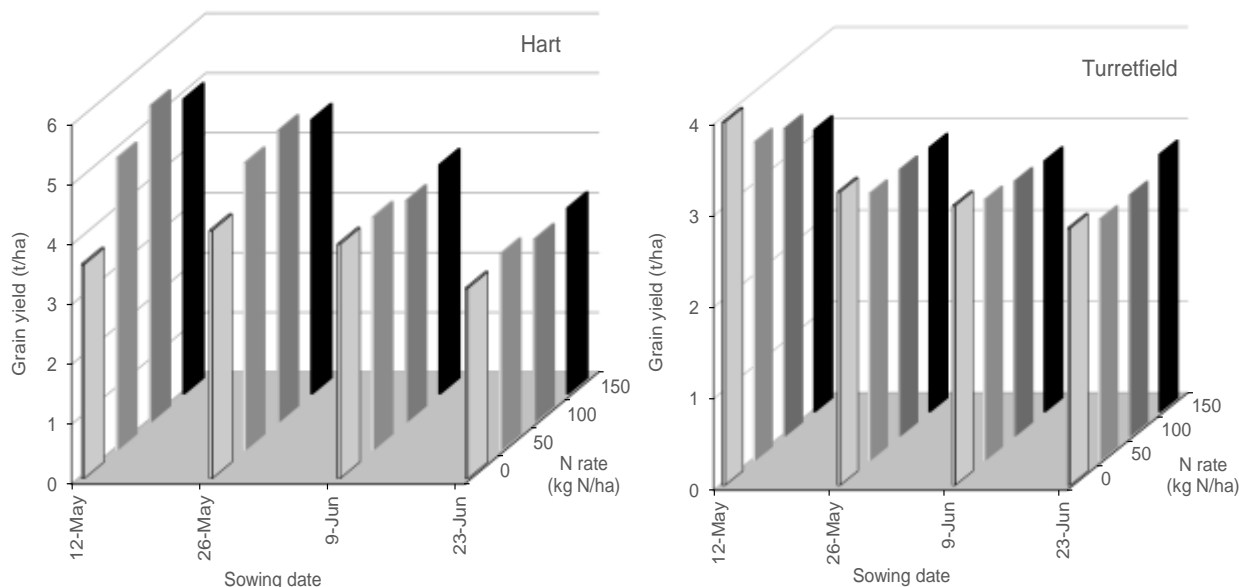 Hart
6
5
4
3
2
1
0
Grain yield (t/ha)
12-May
26-May
9-Jun
23-Jun
Sowing date
0
50
100
150
N rate
(kg N/ha)
Turretfield
4
3
2
1
0
Grain yield (t/ha)
12-May
26-May
9-Jun
23-Jun
Sowing date
0
50
100
150
N rate
(kg N/ha)